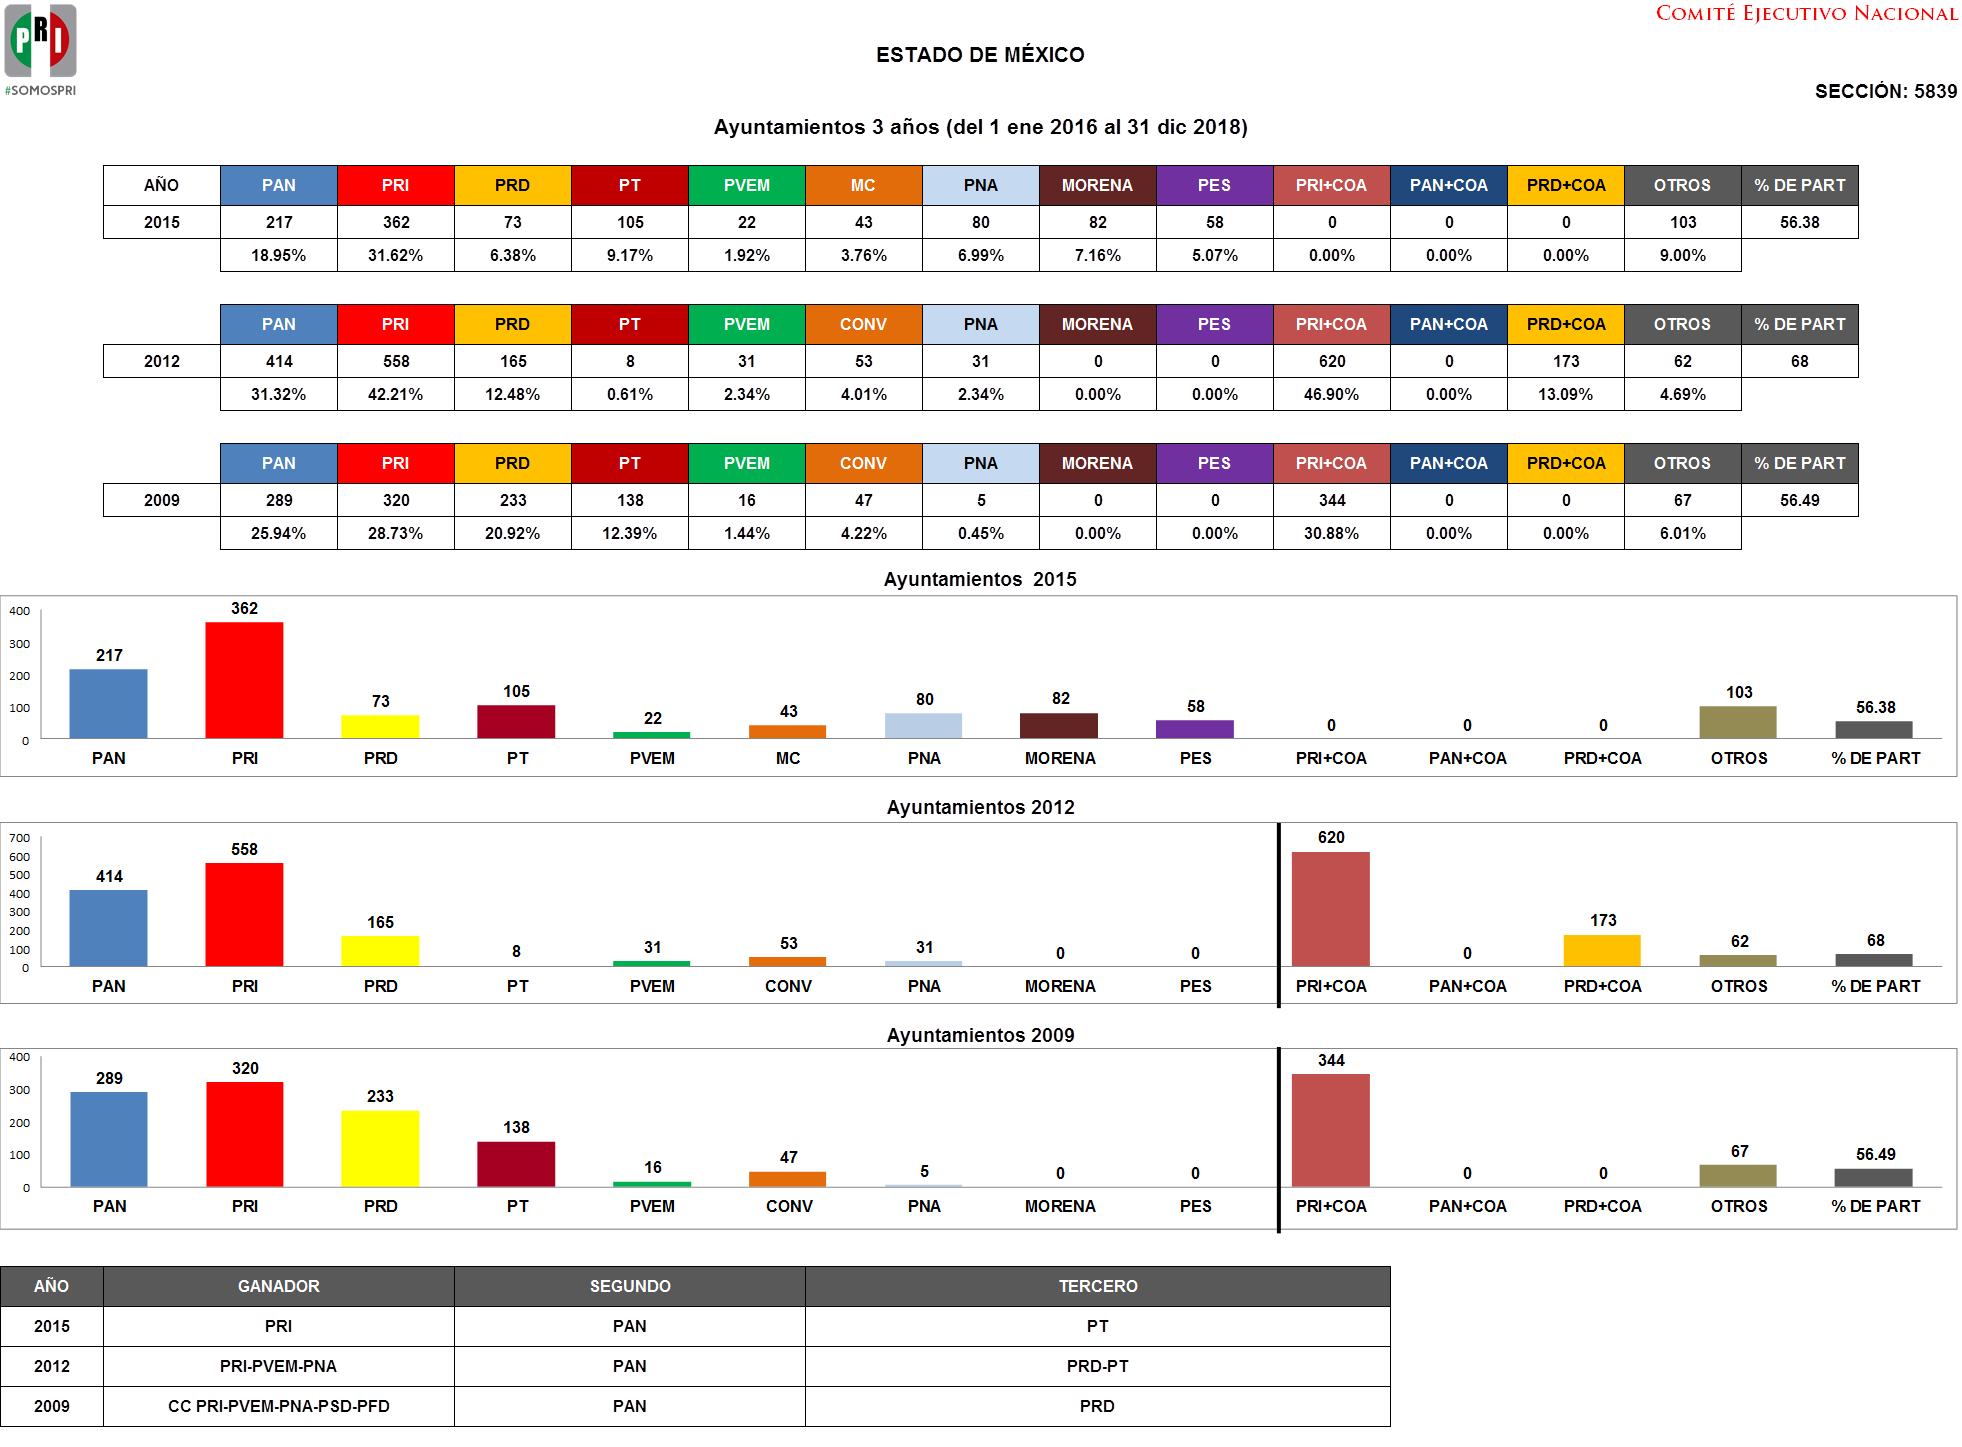 PRI
#SOMOSPRI
COMITÉ EJECUTIVO NACIONAL
ESTADO DE MÉXICO
SECCIÓN: 5839
Ayuntamientos 3 años (del 1 ene 2016 al 31 dic 2018)
AÑO PAN PRI PRD PT PVEM MC PNA MORENA PES PRI+COA PAN+COA PRD+COA OTROS % DE PART
2015 217 362 73 105 22 43 80 82 58 0 0 0 103 56.38
18.95% 31.62% 6.38% 9.17% 1.92% 3.76% 6.99% 7.16% 5.07% 0.00% 0.00% 0.00% 9.00%
PAN PRI PRD PT PVEM CONV PNA MORENA PES PRI+COA PAN+COA PRD+COA OTROS % DE PART
2012 414 558 165 8 31 53 31 0 0 620 0 173 62 68
31.32% 42.21% 12.48% 0.61% 2.34% 4.01% 2.34% 0.00% 0.00% 46.90% 0.00% 13.09% 4.69%
PAN PRI PRD PT PVEM CONV PNA MORENA PES PRI+COA PAN+COA PRD+COA OTROS % DE PART
2009 289 320 233 138 16 47 5 0 0 344 0 0 67 56.49
25.94% 28.73% 20.92% 12.39% 1.44% 4.22% 0.45% 0.00% 0.00% 30.88% 0.00% 0.00% 6.01%
Ayuntamientos 2015
400
300
200
100
0
217 362 73 105 22 43 80 82 58 0 0 0 103 56.38
PAN PRI PRD PT PVEM MC PNA MORENA PES PRI+COA PAN+COA PRD+COA OTROS % DE PART
Ayuntamientos 2012
700
600
500
400
300
200
100
0
414 558 165 8 31 53 31 0 0 620 0 173 62 68
PAN PRI PRD PT PVEM CONV PNA MORENA PES PRI+COA PAN+COA PRD+COA OTROS % DE PART
Ayuntamientos 2009
400
300
200
100
0
289 320 233 138 16 47 5 0 0 344 0 0 67 56.49
PAN PRI PRD PT PVEM CONV PNA MORENA PES PRI+COA PAN+COA PRD+COA OTROS % DE PART
AÑO GANADOR SEGUNDO TERCERO
2015 PRI PAN PT
2012 PRI-PVEM-PNA PAN PRD-PT
2009 CC PRI-PVEM-PNA-PSD-PFD PAN PRD